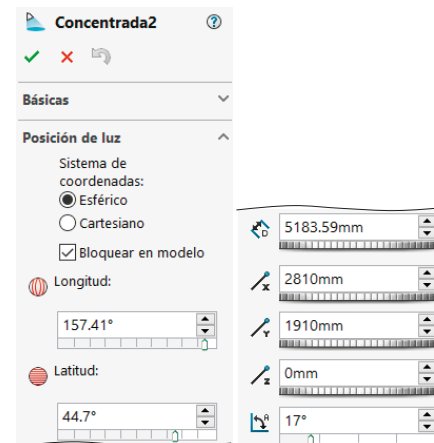 Concentrada2
Básicas
Posición de luz
Sistema de
coordenadas:
Esférico
Cartesiano
Bloquear en modelo
Longitud:
157.41°
Latitud:
44.7°
5183.59mm
2810mm
1910mm
0mm
17°